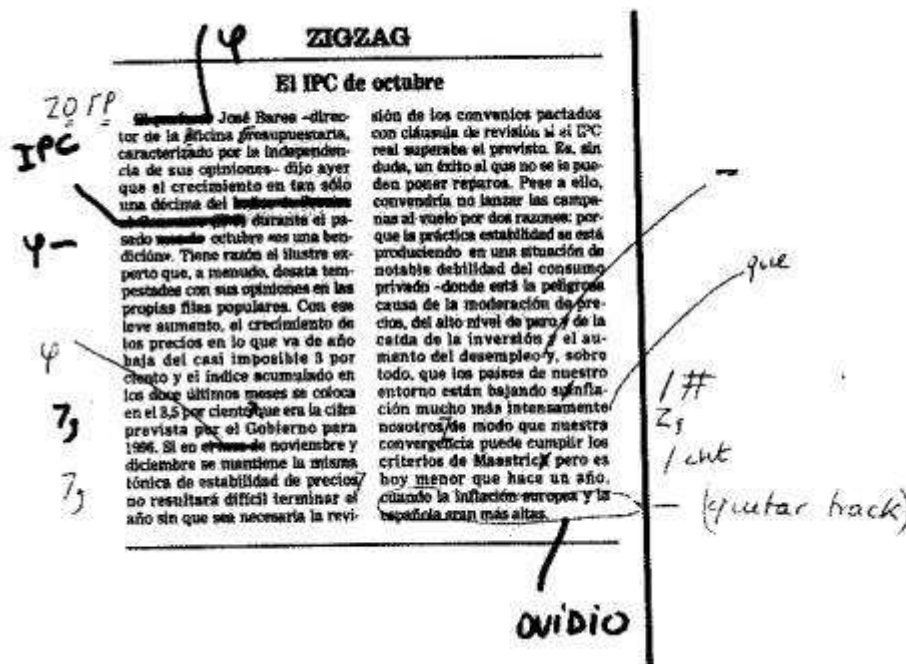 φ
ZIGZAG
El IPC de octubre
José Barea –direc-
tor de la oficina presupuestaria,
caracterizado por la independen-
cia de sus opiniones– dijo ayer
que el crecimiento en tan sólo
una décima del
durante el pa-
sado octubre «es una ben-
dición». Tiene razón el ilustre ex-
perto que, a menudo, desata tem-
pestades con sus opiniones en las
propias filas populares. Con ese
leve aumento, el crecimiento de
los precios en lo que va de año
baja del casi imposible 3 por
ciento y el índice acumulado en
los doce últimos meses se coloca
en el 3,5 por ciento que era la cifra
prevista por el Gobierno para
1996. Si en noviembre y
diciembre se mantiene la misma
tónica de estabilidad de precios
no resultará difícil terminar el
año sin que sea necesaria la revi-
sión de los convenios pactados
con cláusula de revisión si el IPC
real superaba el previsto. Es, sin
duda, un éxito al que no se le pue-
den poner reparos. Pese a ello,
convendría no lanzar las campa-
nas al vuelo por dos razones: por-
que la práctica estabilidad se está
produciendo en una situación de
notable debilidad del consumo
privado –donde está la peligrosa
causa de la moderación de pre-
cios, del alto nivel de paro y de la
caída de la inversión y el au-
mento del desempleo y, sobre
todo, que los países de nuestro
entorno están bajando su infla-
ción mucho más intensamente
nosotros de modo que nuestra
convergencia puede cumplir los
criterios de Maastrich pero es
hoy menor que hace un año,
cuando la inflación europea y la
española eran más altas.
IPC
φ –
φ
7,
7,
–
que
/ #
7,
/ cht
– (quitar track)
OVIDIO